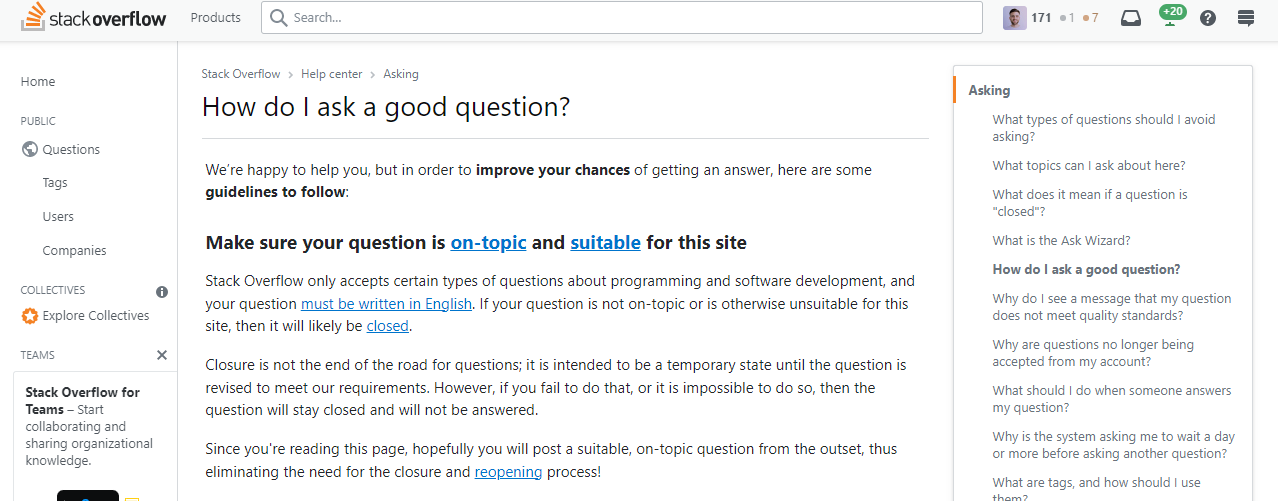 stackoverflow
Products
Search...
171
1
7
+20
Home
PUBLIC
Questions
Tags
Users
Companies
COLLECTIVES
Explore Collectives
TEAMS
Stack Overflow for
Teams – Start
collaborating and
sharing organizational
knowledge.
Stack Overflow
Help center
Asking
How do I ask a good question?
We’re happy to help you, but in order to improve your chances of getting an answer, here are some
guidelines to follow:
Make sure your question is on-topic and suitable for this site
Stack Overflow only accepts certain types of questions about programming and software development, and
your question must be written in English. If your question is not on-topic or is otherwise unsuitable for this
site, then it will likely be closed.
Closure is not the end of the road for questions; it is intended to be a temporary state until the question is
revised to meet our requirements. However, if you fail to do that, or it is impossible to do so, then the
question will stay closed and will not be answered.
Since you're reading this page, hopefully you will post a suitable, on-topic question from the outset, thus
eliminating the need for the closure and reopening process!
Asking
What types of questions should I avoid
asking?
What topics can I ask about here?
What does it mean if a question is
"closed"?
What is the Ask Wizard?
How do I ask a good question?
Why do I see a message that my question
does not meet quality standards?
Why are questions no longer being
accepted from my account?
What should I do when someone answers
my question?
Why is the system asking me to wait a day
or more before asking another question?
What are tags, and how should I use
them?